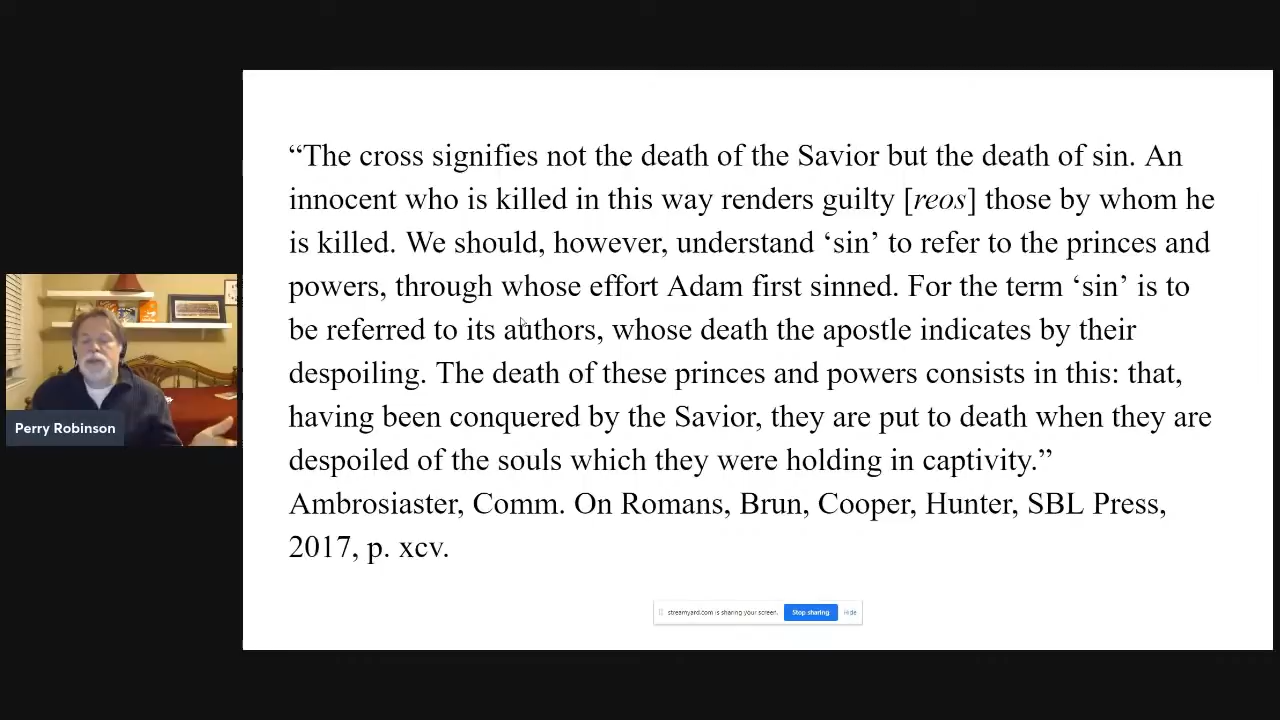 “The cross signifies not the death of the Savior but the death of sin. An
innocent who is killed in this way renders guilty [reos] those by whom he
is killed. We should, however, understand ‘sin’ to refer to the princes and
powers, through whose effort Adam first sinned. For the term ‘sin’ is to
be referred to its authors, whose death the apostle indicates by their
despoiling. The death of these princes and powers consists in this: that,
having been conquered by the Savior, they are put to death when they are
despoiled of the souls which they were holding in captivity.”
Ambrosiaster, Comm. On Romans, Brun, Cooper, Hunter, SBL Press,
2017, p. xcv.
Perry Robinson
streamyard.com is sharing your screen. Stop sharing Hide